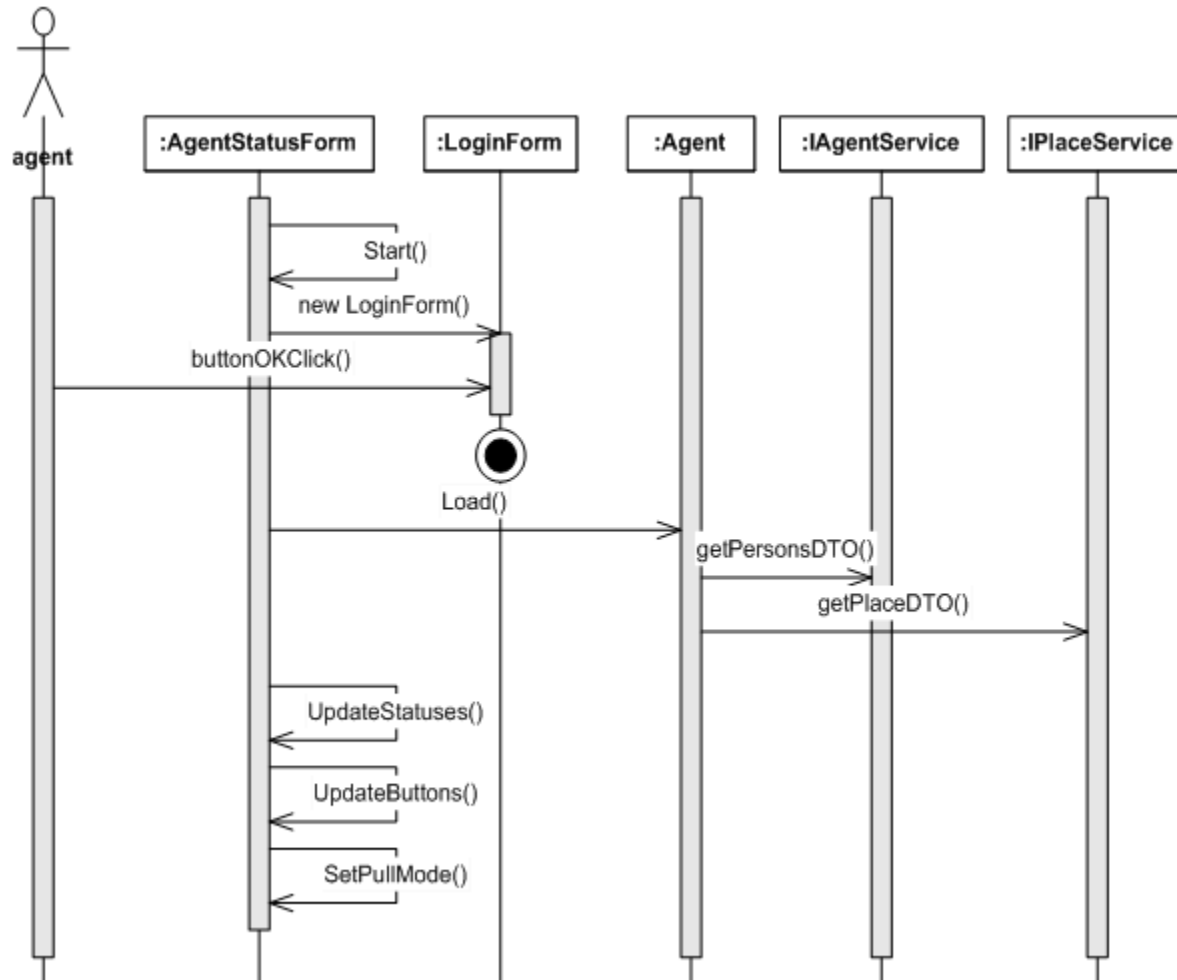 agent
:AgentStatusForm
:LoginForm
:Agent
:IAgentService
:IPlaceService
Start()
new LoginForm()
buttonOKClick()
Load()
getPersonsDTO()
getPlaceDTO()
UpdateStatuses()
UpdateButtons()
SetPullMode()